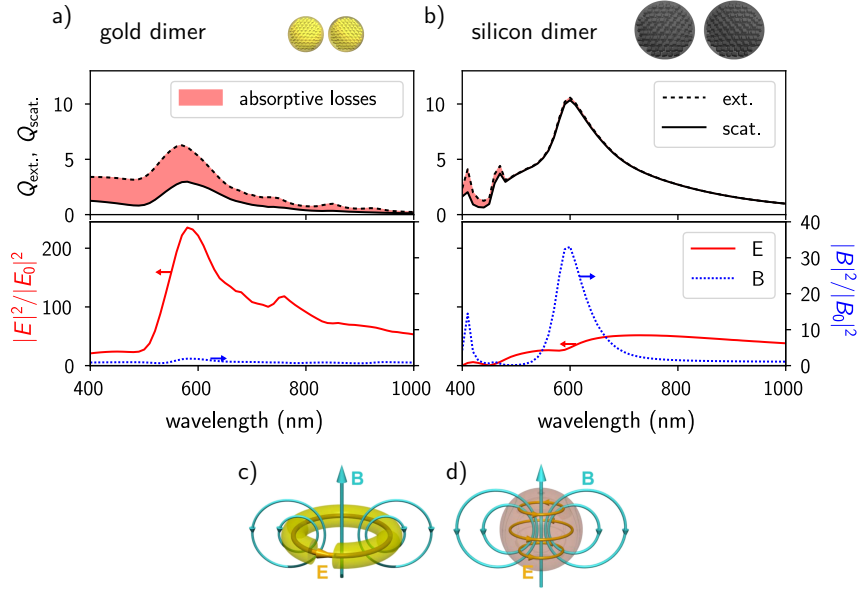 a) gold dimer
b) silicon dimer
absorptive losses
ext.
scat.
Q_ext., Q_scat.
10
5
0
10
5
0
|E|²/|E₀|²
200
100
0
E
B
40
30
20
10
0
|B|²/|B₀|²
400 600 800 1000
400 600 800 1000
wavelength (nm)
wavelength (nm)
c)
B
E
d)
B
E